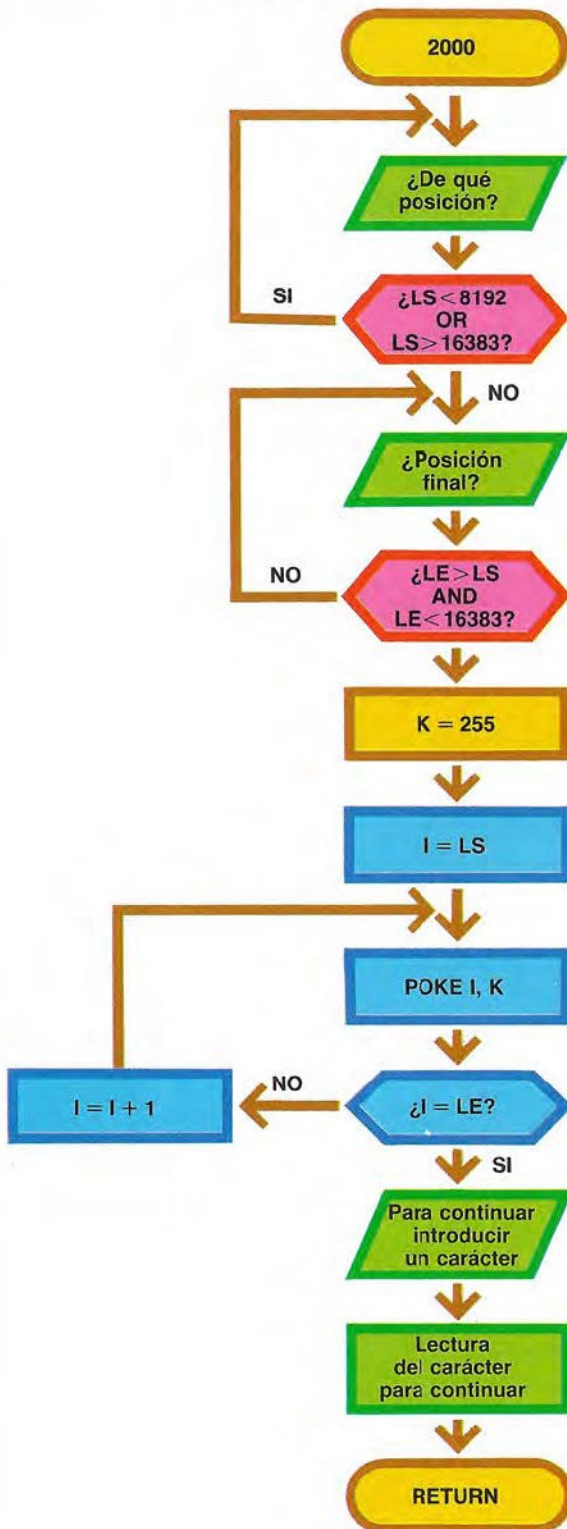 2000
¿De qué
posición?
SI
¿LS<8192
OR
LS>16383?
NO
¿Posición
final?
NO
¿LE>LS
AND
LE<16383?
K = 255
I = LS
POKE I, K
I = I + 1
NO
¿I = LE?
SI
Para continuar
introducir
un carácter
Lectura
del carácter
para continuar
RETURN